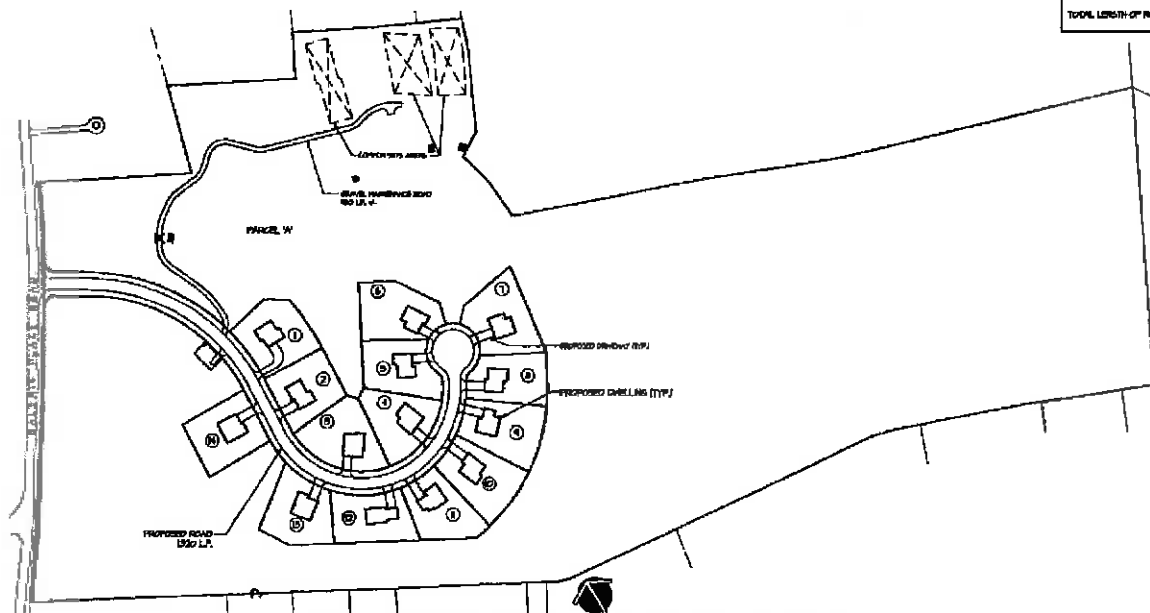 TOTAL LENGTH OF R
COMMON SEPTIC AREAS
GRAVEL MAINTENANCE ROAD
PARCEL 'A'
6
7
1
PROPOSED DRIVEWAY (TYP.)
5
8
2
PROPOSED DWELLING (TYP.)
4
3
9
14
10
11
12
13
PROPOSED ROAD
1320 L.F.